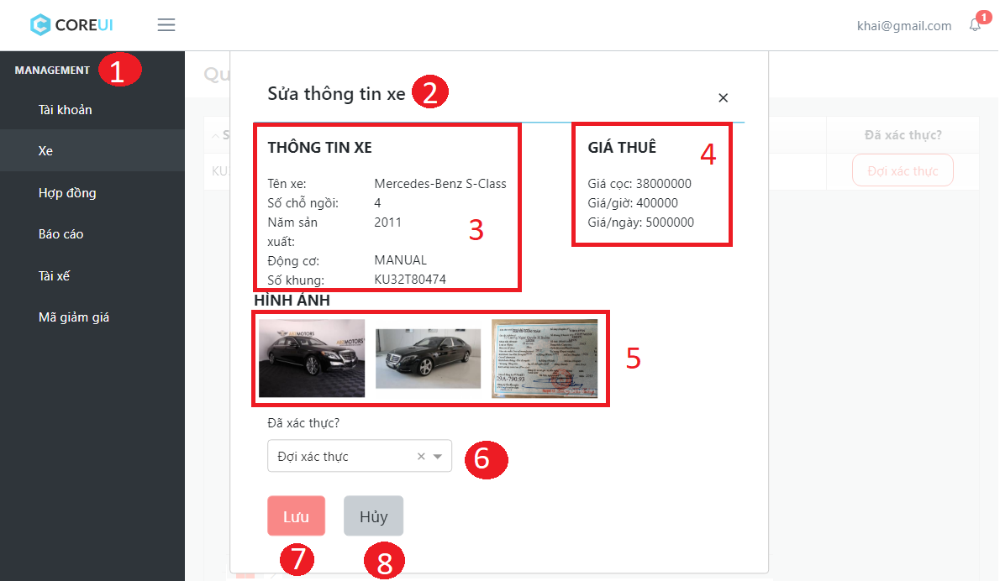 COREUI
khai@gmail.com
1
MANAGEMENT
1
Tài khoản
Xe
Hợp đồng
Báo cáo
Tài xế
Mã giảm giá
Qu
S
Đã xác thực?
KU
Đợi xác thực
Sửa thông tin xe
2
×
THÔNG TIN XE
Tên xe: Mercedes-Benz S-Class
Số chỗ ngồi: 4
Năm sản xuất: 2011
Động cơ: MANUAL
Số khung: KU32T80474
3
GIÁ THUÊ
4
Giá cọc: 38000000
Giá/giờ: 400000
Giá/ngày: 5000000
HÌNH ẢNH
29A-790.93
5
Đã xác thực?
Đợi xác thực
6
Lưu
Hủy
7
8